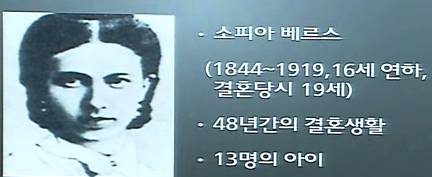 · 소피아 베르스
(1844~1919,16세 연하,
결혼당시 19세)
· 48년간의 결혼생활
· 13명의 아이